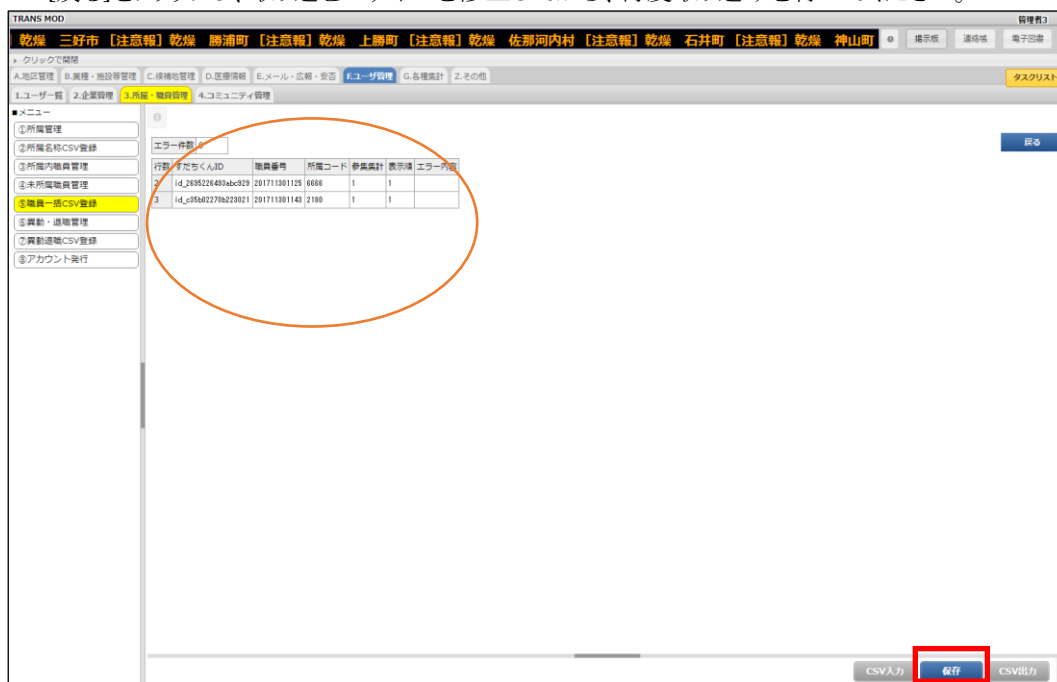 TRANS MOD 管理者3
乾燥 三好市 [注意報] 乾燥 勝浦町 [注意報] 乾燥 上勝町 [注意報] 乾燥 佐那河内村 [注意報] 乾燥 石井町 [注意報] 乾燥 神山町 掲示板 連絡帳 電子図書
クリックで開閉
A.地区管理 B.業種・施設等管理 C.候補地管理 D.医療情報 E.メール・広報・安否 F.ユーザ管理 G.各種集計 Z.その他 タスクリスト
1.ユーザー覧 2.企業管理 3.所属・職員管理 4.コミュニティ管理
■メニュー
①所属管理
②所属名称CSV登録
③所属内職員管理
④未所属職員管理
⑤職員一括CSV登録
⑥異動・退職管理
⑦異動退職CSV登録
⑧アカウント発行
エラー件数 0
戻る
行数 すだちくんID 職員番号 所属コード 参集集計 表示順 エラー内容
2 id_2695226493abc929 201711301125 6666 1 1
3 id_c35b02270b223021 201711301143 2180 1 1
CSV入力 保存 CSV出力